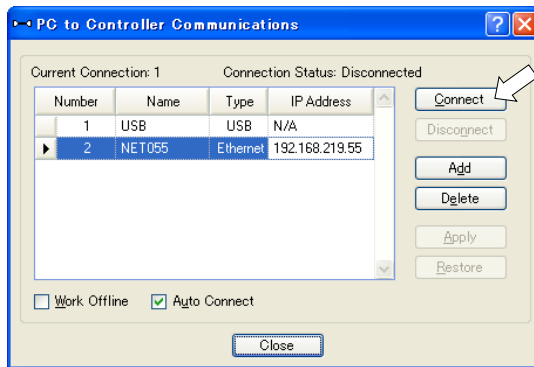 PC to Controller Communications
Current Connection: 1 Connection Status: Disconnected
Number Name Type IP Address
1 USB USB N/A
2 NET055 Ethernet 192.168.219.55
Connect
Disconnect
Add
Delete
Apply
Restore
Work Offline Auto Connect
Close